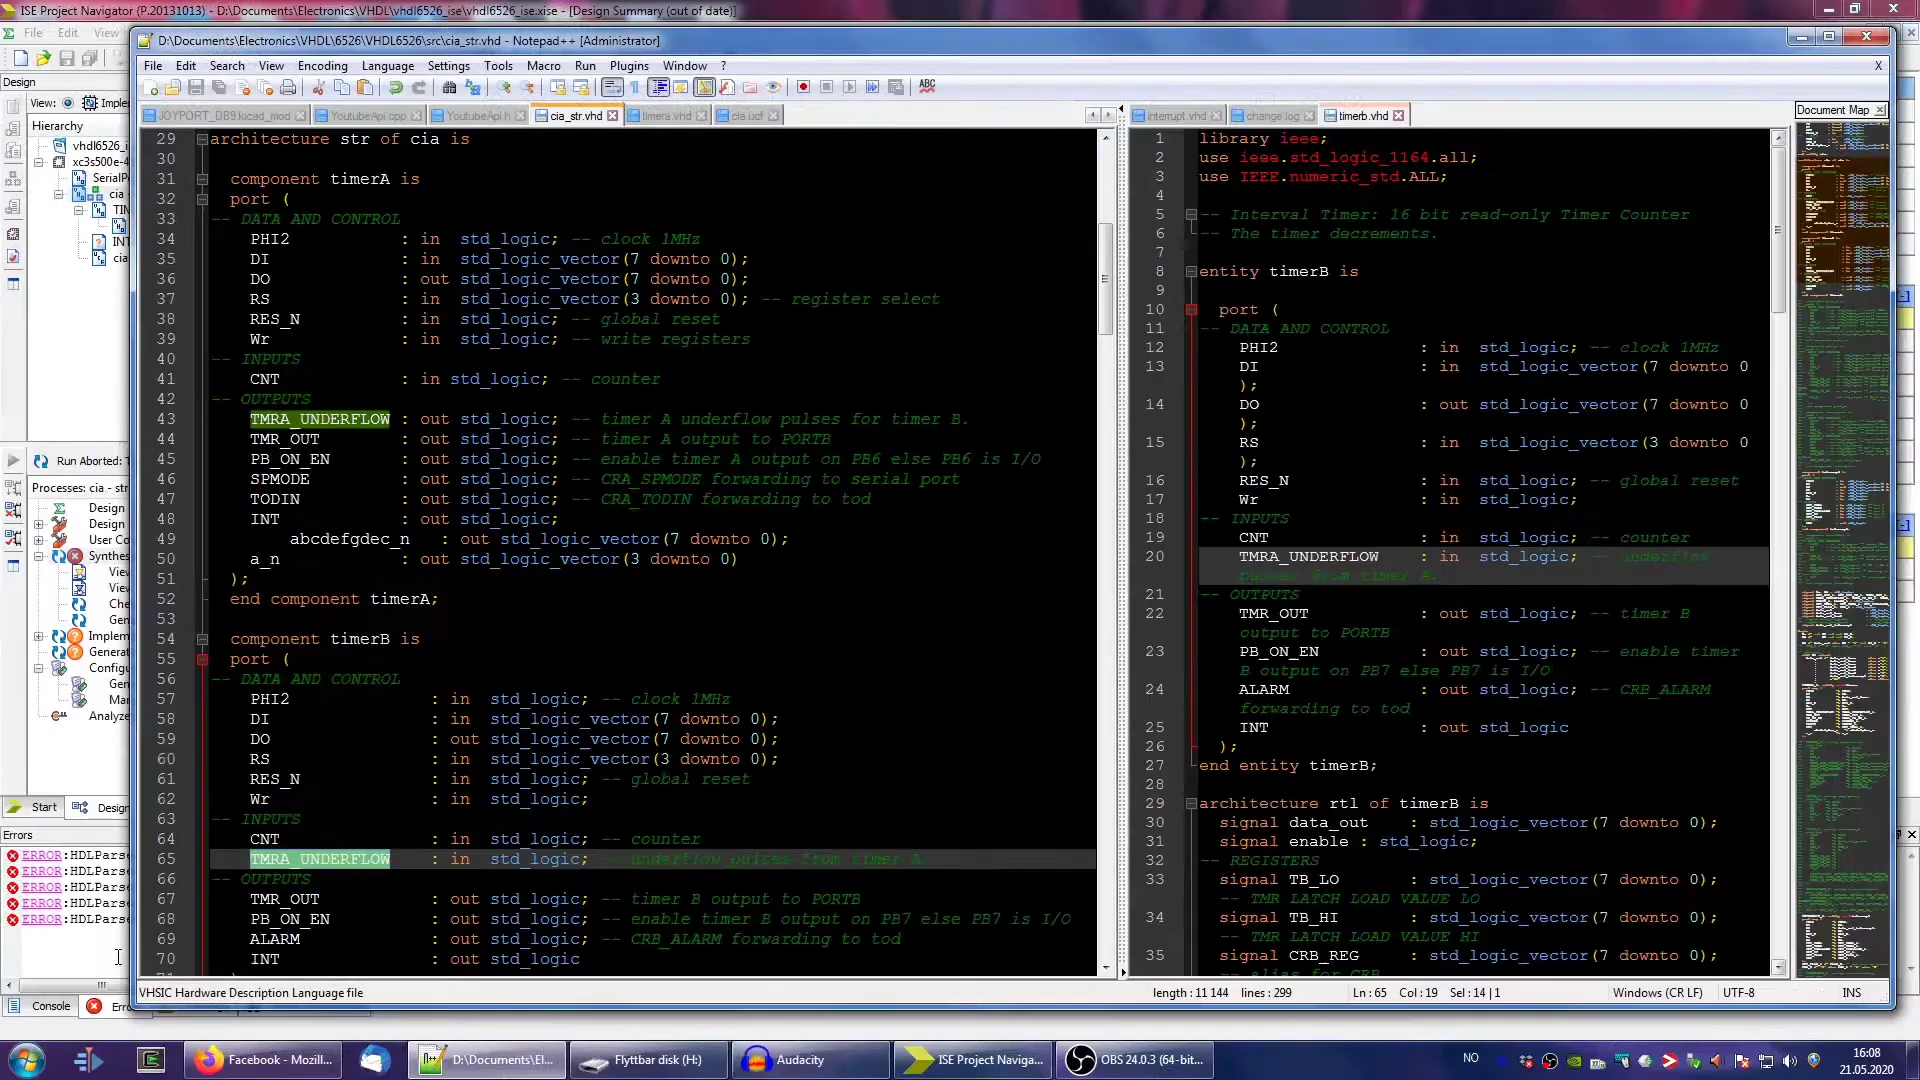 ISE Project Navigator (P.20131013) - D:\Documents\Electronics\VHDL\vhdl6526_ise\vhdl6526_ise.xise - [Design Summary (out of date)]
File Edit View
D:\Documents\Electronics\VHDL\6526\VHDL6526\src\cia_str.vhd - Notepad++ [Administrator]
File Edit Search View Encoding Language Settings Tools Macro Run Plugins Window ? X
Design
View: Implem
Hierarchy
vhdl6526_i
xc3s500e-4
SerialP
cia -
TIM
INT
cia
JOYPORT_DB9.kicad_mod YoutubeApi.cpp YoutubeApi.h cia_str.vhd limera.vhd cia.ucf
interrupt.vhd change.log timerb.vhd
Document Map
29 architecture str of cia is
30
31 component timerA is
32 port (
33 -- DATA AND CONTROL
34 PHI2 : in std_logic; -- clock 1MHz
35 DI : in std_logic_vector(7 downto 0);
36 DO : out std_logic_vector(7 downto 0);
37 RS : in std_logic_vector(3 downto 0); -- register select
38 RES_N : in std_logic; -- global reset
39 Wr : in std_logic; -- write registers
40 -- INPUTS
41 CNT : in std_logic; -- counter
42 -- OUTPUTS
43 TMRA_UNDERFLOW : out std_logic; -- timer A underflow pulses for timer B.
44 TMR_OUT : out std_logic; -- timer A output to PORTB
45 PB_ON_EN : out std_logic; -- enable timer A output on PB6 else PB6 is I/O
46 SPMODE : out std_logic; -- CRA_SPMODE forwarding to serial port
47 TODIN : out std_logic; -- CRA_TODIN forwarding to tod
48 INT : out std_logic;
49 abcdefgdec_n : out std_logic_vector(7 downto 0);
50 a_n : out std_logic_vector(3 downto 0)
51 );
52 end component timerA;
53
54 component timerB is
55 port (
56 -- DATA AND CONTROL
57 PHI2 : in std_logic; -- clock 1MHz
58 DI : in std_logic_vector(7 downto 0);
59 DO : out std_logic_vector(7 downto 0);
60 RS : in std_logic_vector(3 downto 0);
61 RES_N : in std_logic; -- global reset
62 Wr : in std_logic;
63 -- INPUTS
64 CNT : in std_logic; -- counter
65 TMRA_UNDERFLOW : in std_logic; -- underflow pulses from timer A
66 -- OUTPUTS
67 TMR_OUT : out std_logic; -- timer B output to PORTB
68 PB_ON_EN : out std_logic; -- enable timer B output on PB7 else PB7 is I/O
69 ALARM : out std_logic; -- CRB_ALARM forwarding to tod
70 INT : out std_logic
1 library ieee;
2 use ieee.std_logic_1164.all;
3 use IEEE.numeric_std.ALL;
4
5 -- Interval Timer: 16 bit read-only Timer Counter
6 -- The timer decrements.
7
8 entity timerB is
9
10 port (
11 -- DATA AND CONTROL
12 PHI2 : in std_logic; -- clock 1MHz
13 DI : in std_logic_vector(7 downto 0
);
14 DO : out std_logic_vector(7 downto 0
);
15 RS : in std_logic_vector(3 downto 0
);
16 RES_N : in std_logic; -- global reset
17 Wr : in std_logic;
18 -- INPUTS
19 CNT : in std_logic; -- counter
20 TMRA_UNDERFLOW : in std_logic; -- underflow
pulses from timer A.
21 -- OUTPUTS
22 TMR_OUT : out std_logic; -- timer B
output to PORTB
23 PB_ON_EN : out std_logic; -- enable timer
B output on PB7 else PB7 is I/O
24 ALARM : out std_logic; -- CRB_ALARM
forwarding to tod
25 INT : out std_logic
26 );
27 end entity timerB;
28
29 architecture rtl of timerB is
30 signal data_out : std_logic_vector(7 downto 0);
31 signal enable : std_logic;
32 -- REGISTERS
33 signal TB_LO : std_logic_vector(7 downto 0);
-- TMR LATCH LOAD VALUE LO
34 signal TB_HI : std_logic_vector(7 downto 0);
-- TMR LATCH LOAD VALUE HI
35 signal CRB_REG : std_logic_vector(7 downto 0);
-- alias for CRB
Run Aborted: T
Processes: cia - str
Design
Design
User Co
Synthes
View
View
Che
Gen
Implem
Generat
Configu
Gen
Man
Analyze
Start Design
Errors
ERROR:HDLParse
ERROR:HDLParse
ERROR:HDLParse
ERROR:HDLParse
ERROR:HDLParse
Console Erro
VHSIC Hardware Description Language file length : 11 144 lines : 299 Ln : 65 Col : 19 Sel : 14 | 1 Windows (CR LF) UTF-8 INS
Facebook - Mozill... D:\Documents\El... Flyttbar disk (H:) Audacity ISE Project Naviga... OBS 24.0.3 (64-bit... NO 16:08
21.05.2020